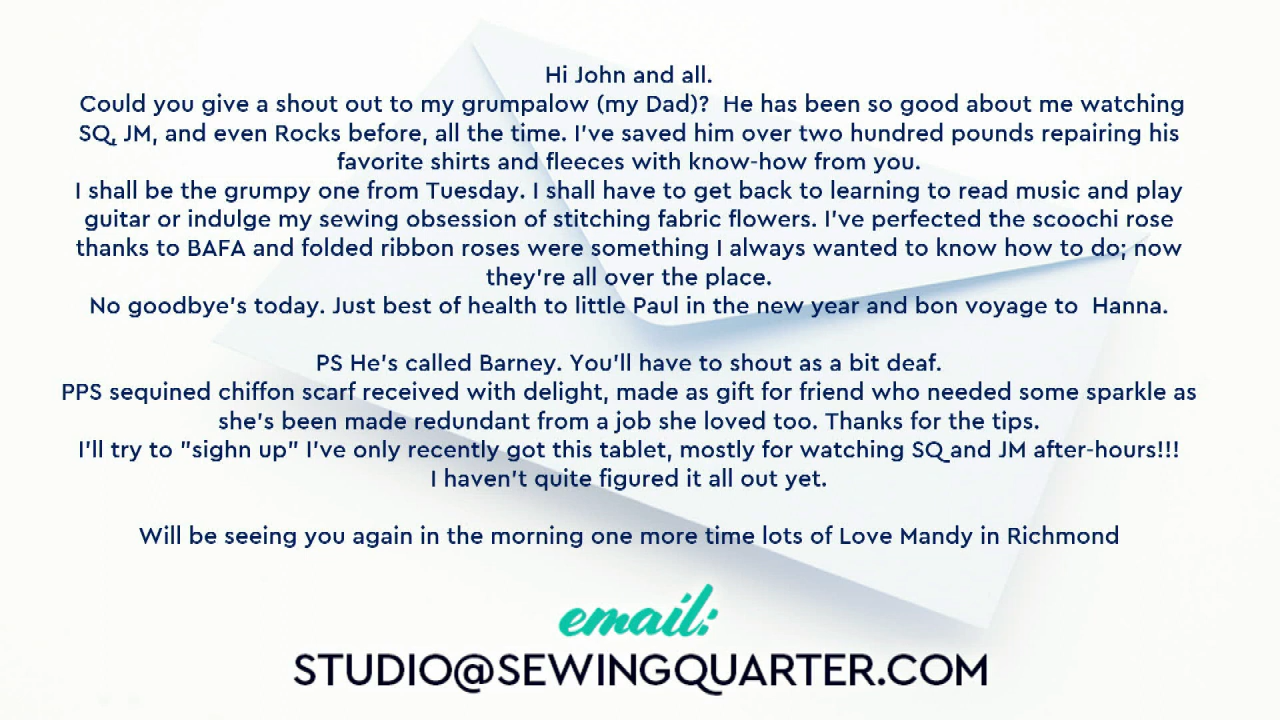 Hi John and all.
Could you give a shout out to my grumpalow (my Dad)?  He has been so good about me watching
SQ, JM, and even Rocks before, all the time. I've saved him over two hundred pounds repairing his
favorite shirts and fleeces with know-how from you.
I shall be the grumpy one from Tuesday. I shall have to get back to learning to read music and play
guitar or indulge my sewing obsession of stitching fabric flowers. I've perfected the scoochi rose
thanks to BAFA and folded ribbon roses were something I always wanted to know how to do; now
they're all over the place.
No goodbye's today. Just best of health to little Paul in the new year and bon voyage to  Hanna.
PS He's called Barney. You'll have to shout as a bit deaf.
PPS sequined chiffon scarf received with delight, made as gift for friend who needed some sparkle as
she's been made redundant from a job she loved too. Thanks for the tips.
I'll try to "sighn up" I've only recently got this tablet, mostly for watching SQ and JM after-hours!!!
I haven't quite figured it all out yet.
Will be seeing you again in the morning one more time lots of Love Mandy in Richmond
email:
STUDIO@SEWINGQUARTER.COM